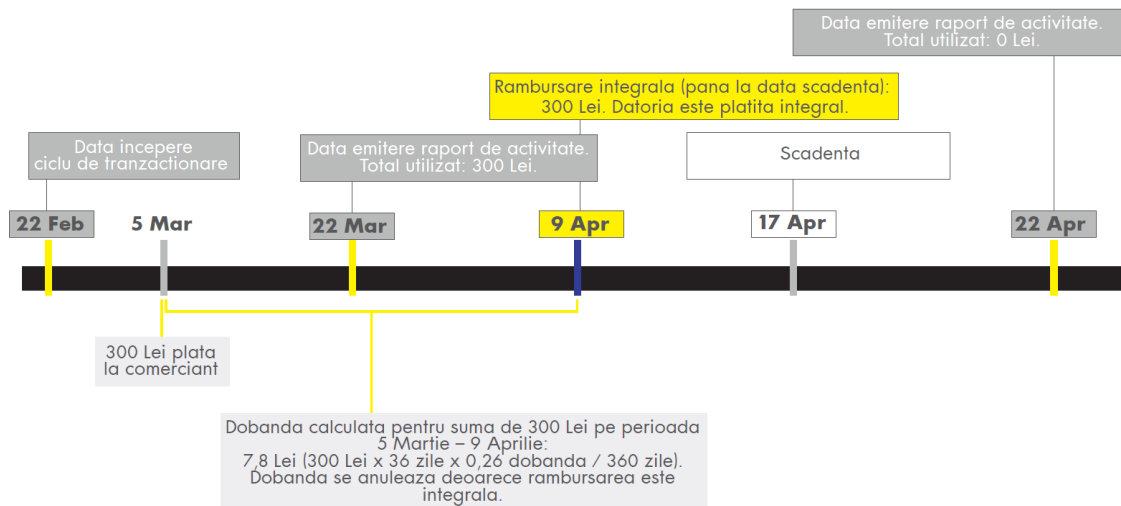 Data emitere raport de activitate.
Total utilizat: 0 Lei.
Rambursare integrala (pana la data scadenta):
300 Lei. Datoria este platita integral.
Data incepere
ciclu de tranzactionare
Data emitere raport de activitate.
Total utilizat: 300 Lei.
Scadenta
22 Feb
5 Mar
22 Mar
9 Apr
17 Apr
22 Apr
300 Lei plata
la comerciant
Dobanda calculata pentru suma de 300 Lei pe perioada
5 Martie – 9 Aprilie:
7,8 Lei (300 Lei x 36 zile x 0,26 dobanda / 360 zile).
Dobanda se anuleaza deoarece rambursarea este
integrala.